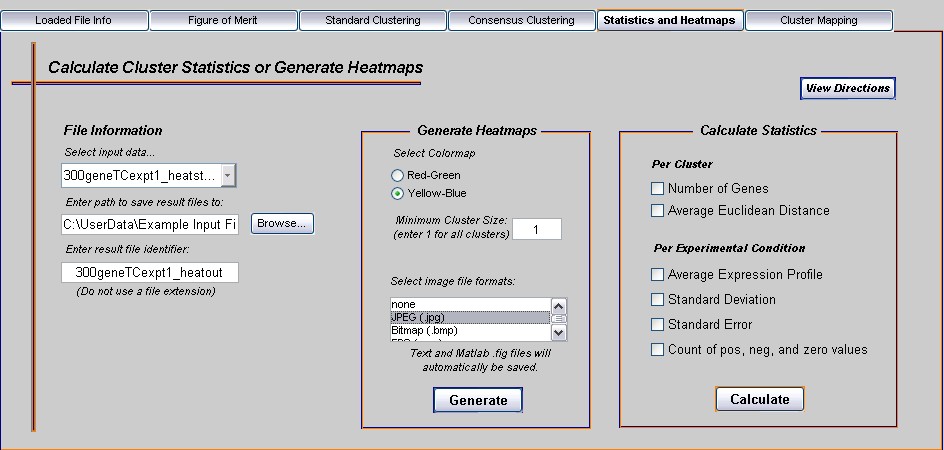 Loaded File Info
Figure of Merit
Standard Clustering
Consensus Clustering
Statistics and Heatmaps
Cluster Mapping
Calculate Cluster Statistics or Generate Heatmaps
View Directions
File Information
Select input data...
300geneTCexpt1_heatst...
Enter path to save result files to:
C:\UserData\Example Input Fi
Browse...
Enter result file identifier:
300geneTCexpt1_heatout
(Do not use a file extension)
Generate Heatmaps
Select Colormap
Red-Green
Yellow-Blue
Minimum Cluster Size:
(enter 1 for all clusters)
1
Select image file formats:
none
JPEG (.jpg)
Bitmap (.bmp)
Text and Matlab .fig files will
automatically be saved.
Generate
Calculate Statistics
Per Cluster
Number of Genes
Average Euclidean Distance
Per Experimental Condition
Average Expression Profile
Standard Deviation
Standard Error
Count of pos, neg, and zero values
Calculate